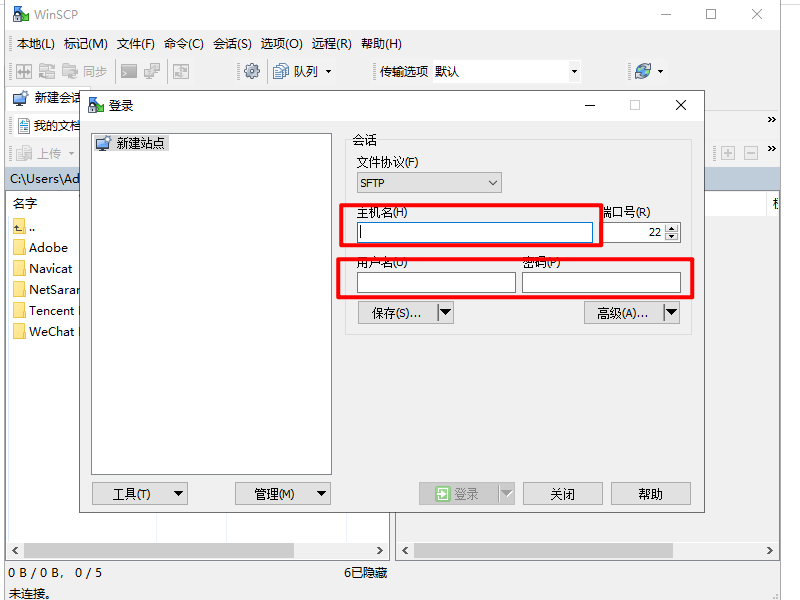 WinSCP
本地(L) 标记(M) 文件(F) 命令(C) 会话(S) 选项(O) 远程(R) 帮助(H)
同步 队列 传输选项 默认
新建会话
登录
我的文档
新建站点
会话
上传
文件协议(F)
C:\Users\Ad
SFTP
名字
主机名(H) 端口号(R)
..
22
Adobe
用户名(U) 密码(P)
Navicat
NetSaran
Tencent
保存(S)... 高级(A)...
WeChat
工具(T) 管理(M) 登录 关闭 帮助
0 B / 0 B, 0 / 5 6已隐藏
未连接。